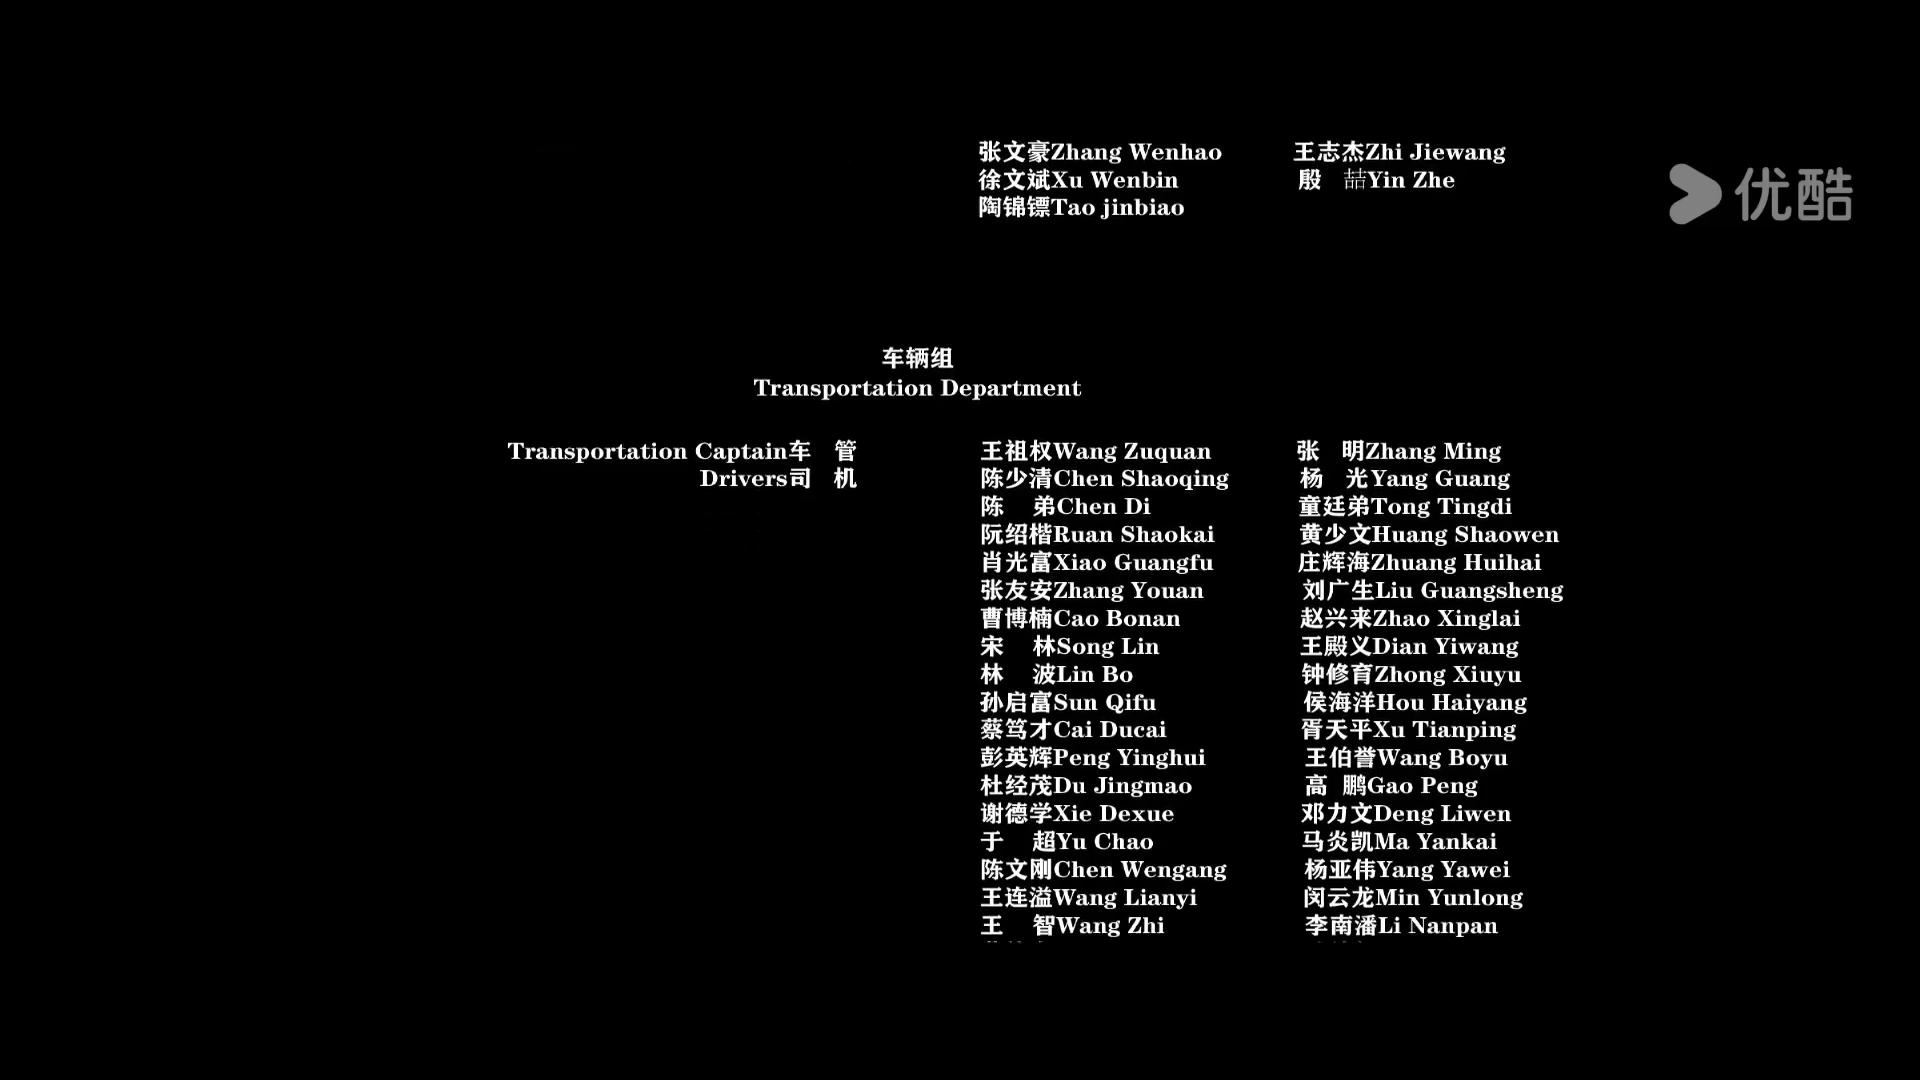 张文豪Zhang Wenhao 王志杰Zhi Jiewang
徐文斌Xu Wenbin 殷 喆Yin Zhe
陶锦镖Tao jinbiao
优酷
车辆组
Transportation Department
Transportation Captain车 管 王祖权Wang Zuquan 张 明Zhang Ming
Drivers司 机 陈少清Chen Shaoqing 杨 光Yang Guang
陈 弟Chen Di 童廷弟Tong Tingdi
阮绍楷Ruan Shaokai 黄少文Huang Shaowen
肖光富Xiao Guangfu 庄辉海Zhuang Huihai
张友安Zhang Youan 刘广生Liu Guangsheng
曹博楠Cao Bonan 赵兴来Zhao Xinglai
宋 林Song Lin 王殿义Dian Yiwang
林 波Lin Bo 钟修育Zhong Xiuyu
孙启富Sun Qifu 侯海洋Hou Haiyang
蔡笃才Cai Ducai 胥天平Xu Tianping
彭英辉Peng Yinghui 王伯誉Wang Boyu
杜经茂Du Jingmao 高 鹏Gao Peng
谢德学Xie Dexue 邓力文Deng Liwen
于 超Yu Chao 马炎凯Ma Yankai
陈文刚Chen Wengang 杨亚伟Yang Yawei
王连溢Wang Lianyi 闵云龙Min Yunlong
王 智Wang Zhi 李南潘Li Nanpan